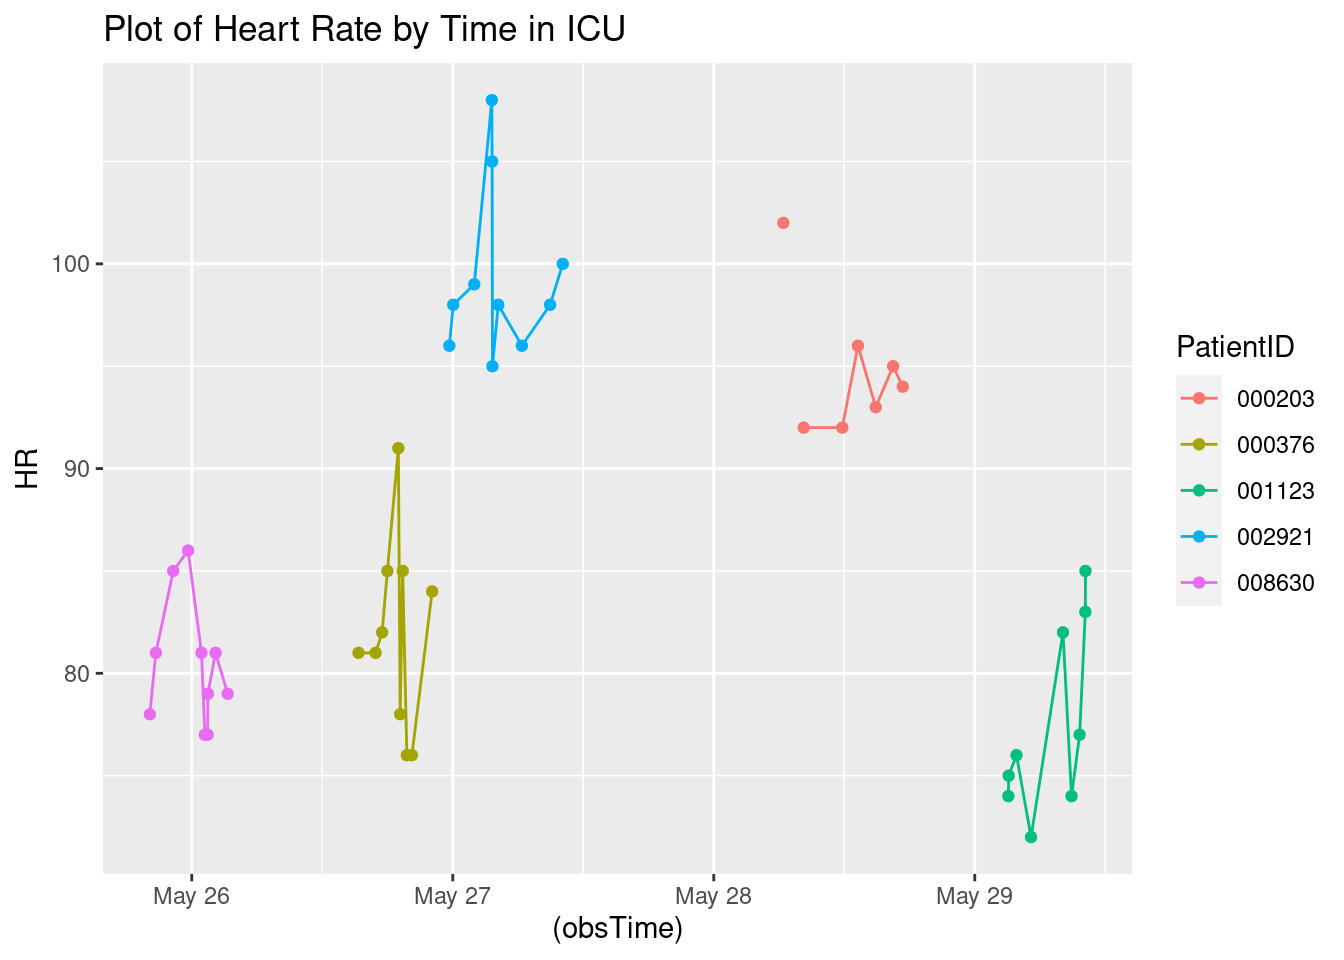 Plot of Heart Rate by Time in ICU
100
90
80
HR
May 26
May 27
May 28
May 29
(obsTime)
PatientID
000203
000376
001123
002921
008630